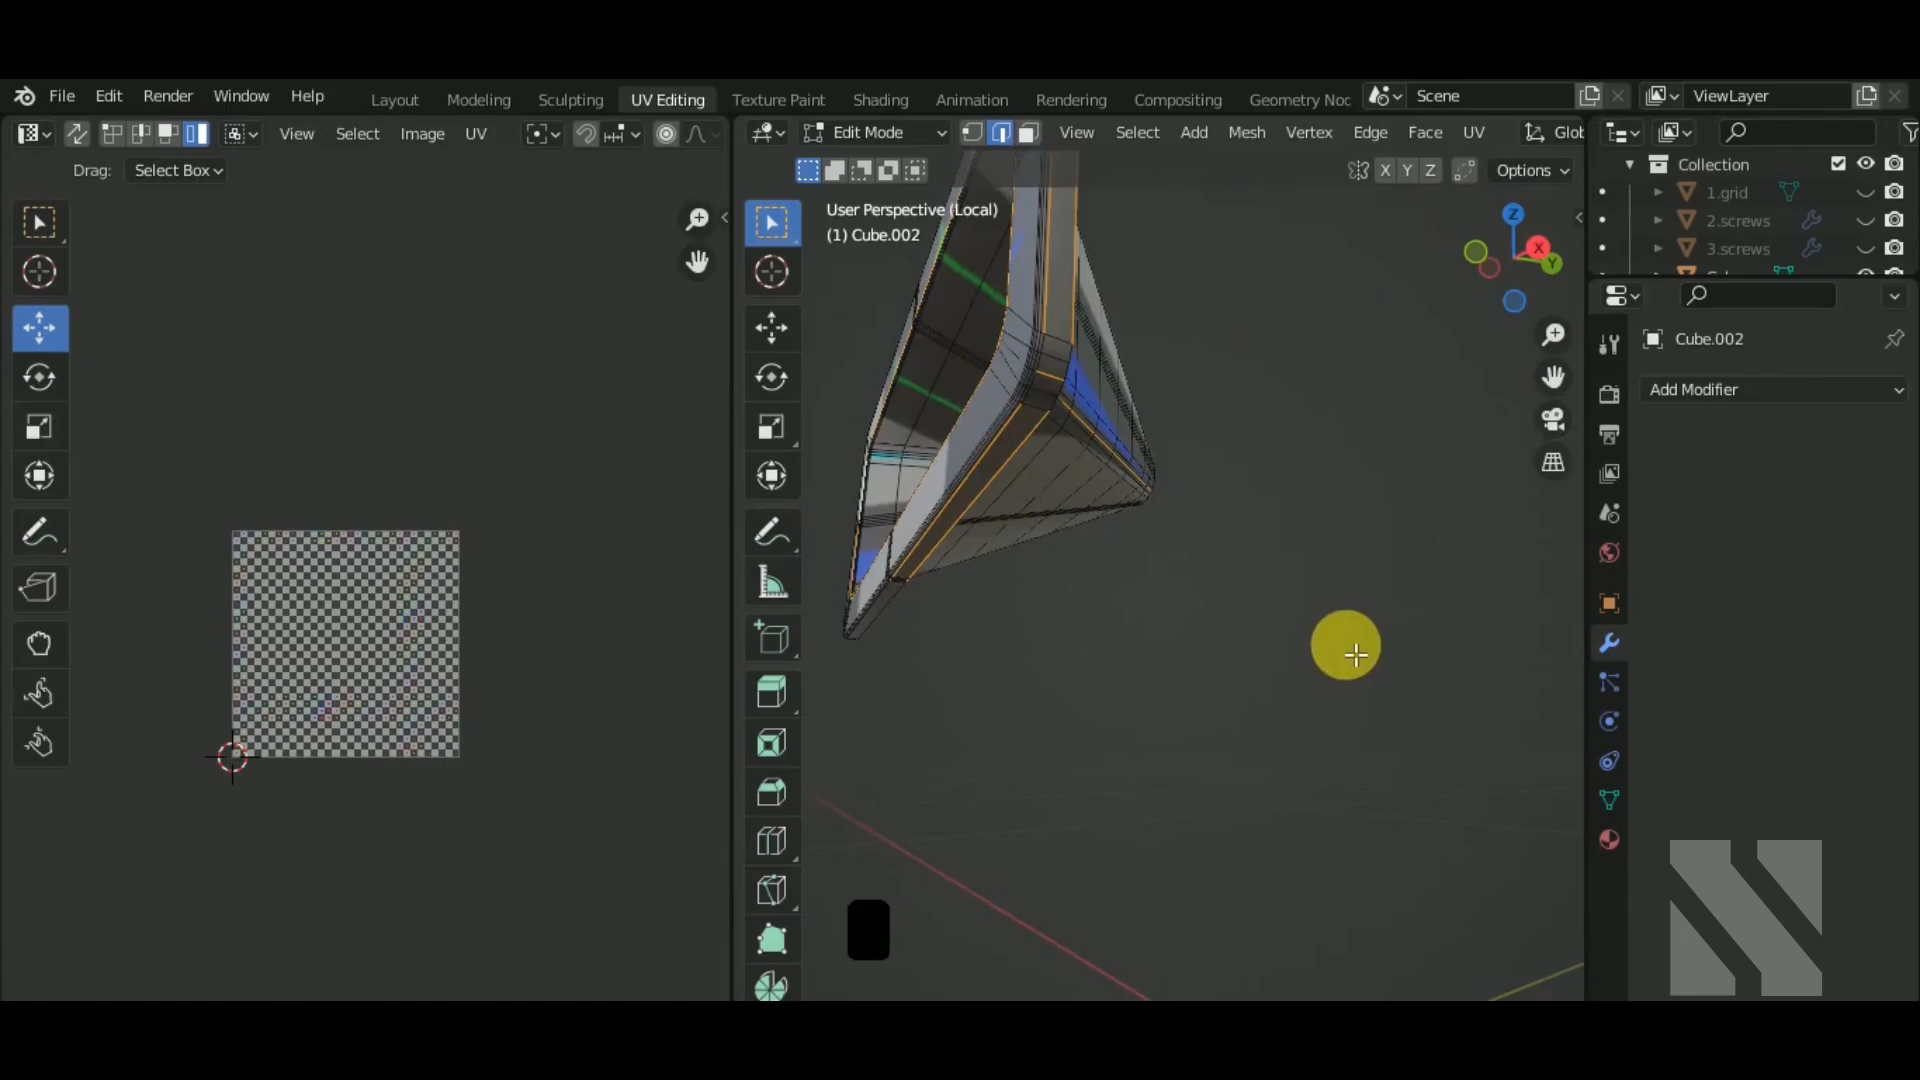 File Edit Render Window Help Layout Modeling Sculpting UV Editing Texture Paint Shading Animation Rendering Compositing Geometry Noc Scene ViewLayer
View Select Image UV Edit Mode View Select Add Mesh Vertex Edge Face UV Glob
Drag: Select Box X Y Z Options
Collection
1.grid
2.screws
3.screws
User Perspective (Local)
(1) Cube.002
Z
X
Y
Cube.002
Add Modifier